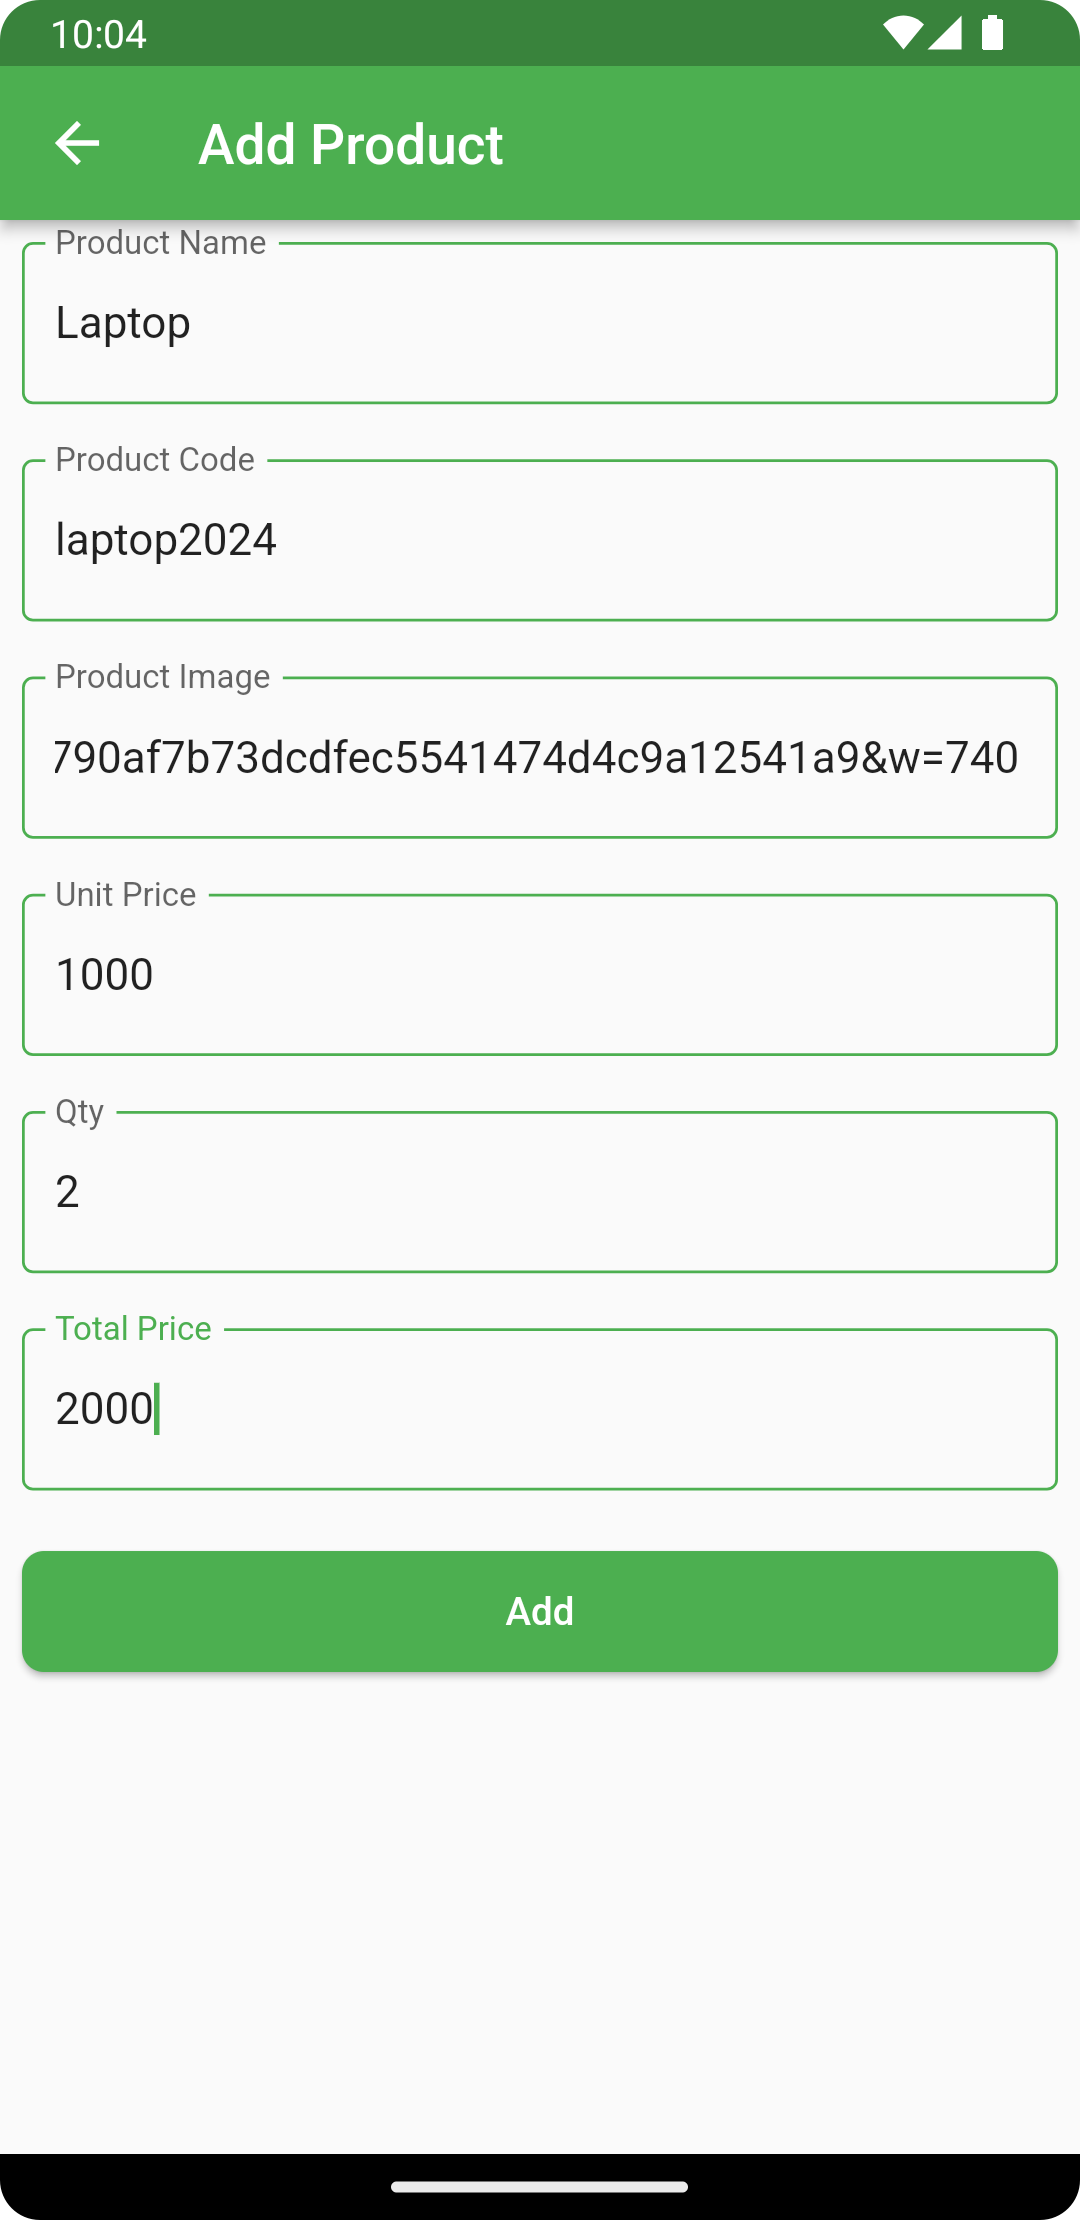 10:04
Add Product
Product Name
Laptop
Product Code
laptop2024
Product Image
790af7b73dcdfec5541474d4c9a12541a9&w=740
Unit Price
1000
Qty
2
Total Price
2000
Add